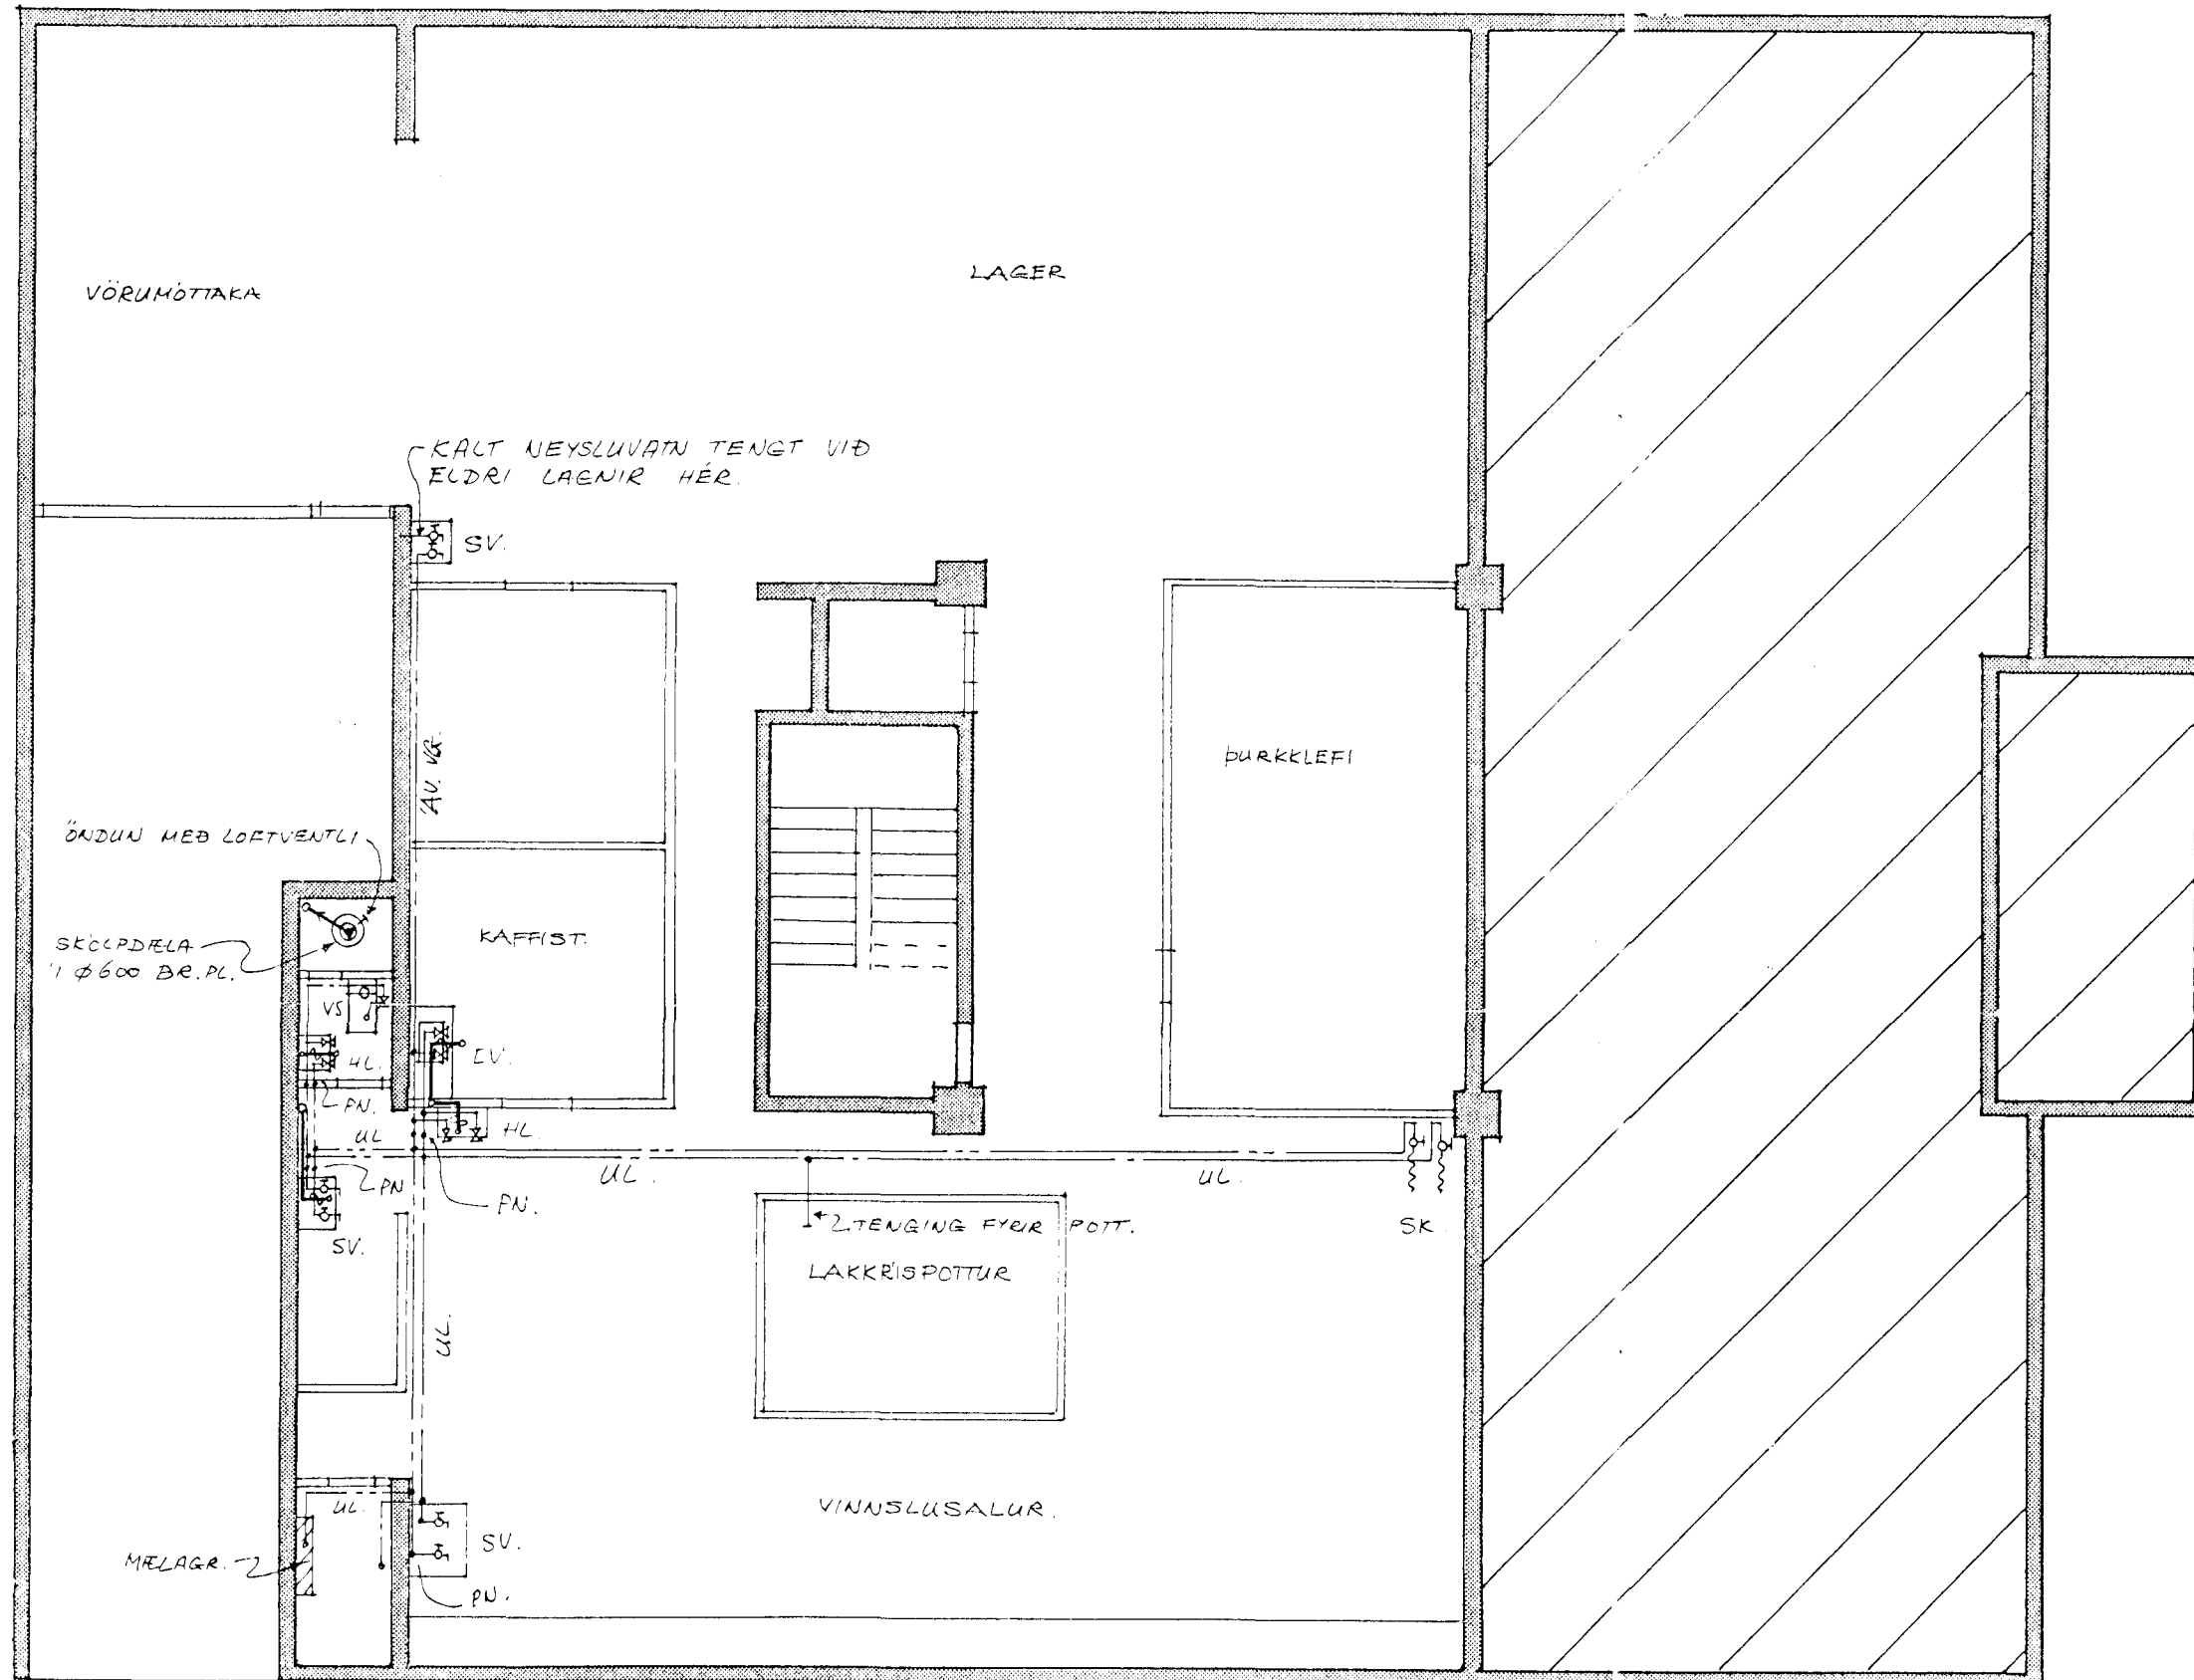 LAGER
VÖRUMÓTTAKA
KALT NEYSLUVATN TENGT VIÐ
ELDRI LAGNIR HÉR.
SV.
ÞURKKLEFI
ÁV. VG.
ÖNDUN MEÐ LOFTVENTLI
KAFFIST.
SKÓLPDÆLA
Í Ø600 BR.PL.
VS
HL.
EV.
PN.
UL
HL.
UL.
UL.
PN
PN.
TENGING FYRIR POTT.
SK
SV.
LAKKRÍSPOTTUR
UL.
UL.
VINNSLUSALUR.
SV.
MÆLAGR.
PN.